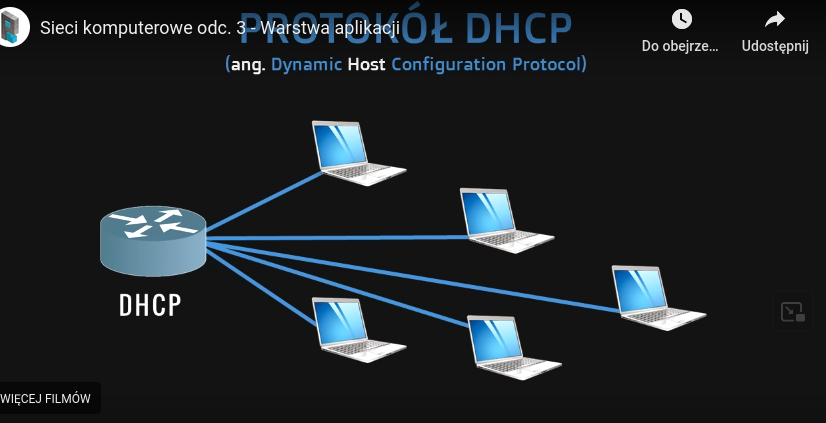 PROTOKÓŁ DHCP
Sieci komputerowe odc. 3 - Warstwa aplikacji
Do obejrze...
Udostępnij
(ang. Dynamic Host Configuration Protocol)
DHCP
WIĘCEJ FILMÓW